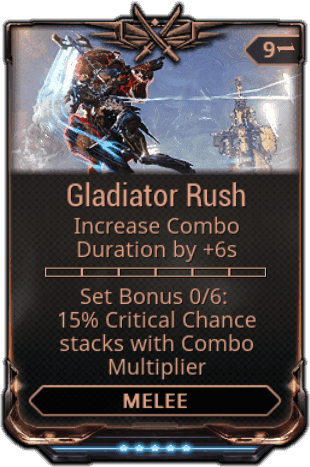 9
Gladiator Rush
Increase Combo
Duration by +6s
Set Bonus 0/6:
15% Critical Chance
stacks with Combo
Multiplier
MELEE